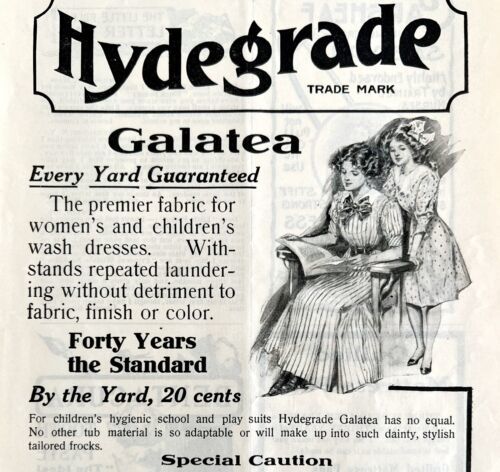 Hydegrade
TRADE MARK
Galatea
Every Yard Guaranteed
The premier fabric for
women's and children's
wash dresses. With-
stands repeated launder-
ing without detriment to
fabric, finish or color.
Forty Years
the Standard
By the Yard, 20 cents
For children's hygienic school and play suits Hydegrade Galatea has no equal.
No other tub material is so adaptable or will make up into such dainty, stylish
tailored frocks.
Special Caution